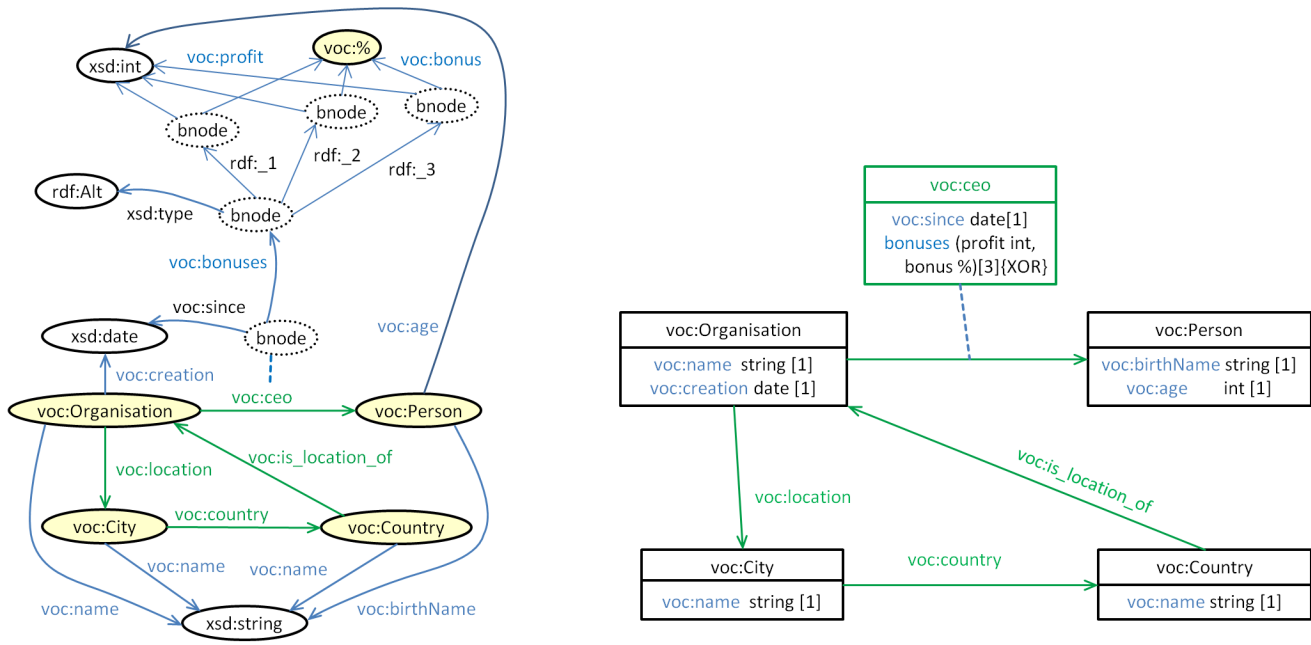 voc:%
voc:profit
voc:bonus
xsd:int
bnode
bnode
bnode
rdf:_1
rdf:_2
rdf:_3
rdf:Alt
xsd:type
bnode
voc:bonuses
voc:since
xsd:date
bnode
voc:age
voc:creation
voc:ceo
voc:Organisation
voc:Person
voc:location
voc:is_location_of
voc:country
voc:City
voc:Country
voc:name
voc:name
voc:name
voc:birthName
xsd:string
voc:ceo
voc:since date[1]
bonuses (profit int,
bonus %)[3]{XOR}
voc:Organisation
voc:name string [1]
voc:creation date [1]
voc:Person
voc:birthName string [1]
voc:age int [1]
voc:location
voc:is_location_of
voc:country
voc:City
voc:name string [1]
voc:Country
voc:name string [1]